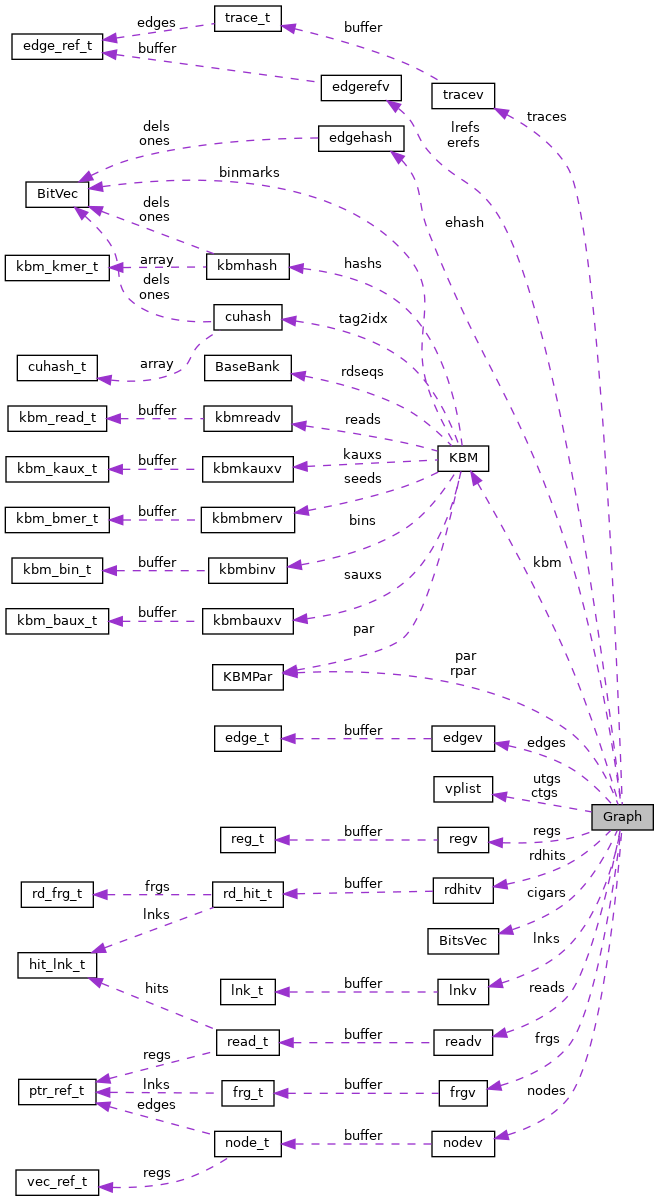 trace_t
edges
edge_ref_t
buffer
buffer
edgerefv
tracev
traces
lrefs
erefs
dels
ones
edgehash
binmarks
BitVec
dels
ones
ehash
kbm_kmer_t
array
kbmhash
hashs
dels
ones
cuhash
tag2idx
cuhash_t
array
BaseBank
rdseqs
kbm_read_t
buffer
kbmreadv
reads
KBM
kbm_kaux_t
buffer
kbmkauxv
kauxs
seeds
kbm_bmer_t
buffer
kbmbmerv
bins
kbm_bin_t
buffer
kbmbinv
kbm
sauxs
kbm_baux_t
buffer
kbmbauxv
par
KBMPar
par
rpar
edge_t
buffer
edgev
edges
vplist
utgs
ctgs
Graph
reg_t
buffer
regv
regs
rdhits
rd_frg_t
frgs
rd_hit_t
buffer
rdhitv
cigars
lnks
BitsVec
lnks
hit_lnk_t
hits
lnk_t
buffer
lnkv
reads
read_t
buffer
readv
frgs
regs
ptr_ref_t
lnks
frg_t
buffer
frgv
nodes
edges
node_t
buffer
nodev
regs
vec_ref_t